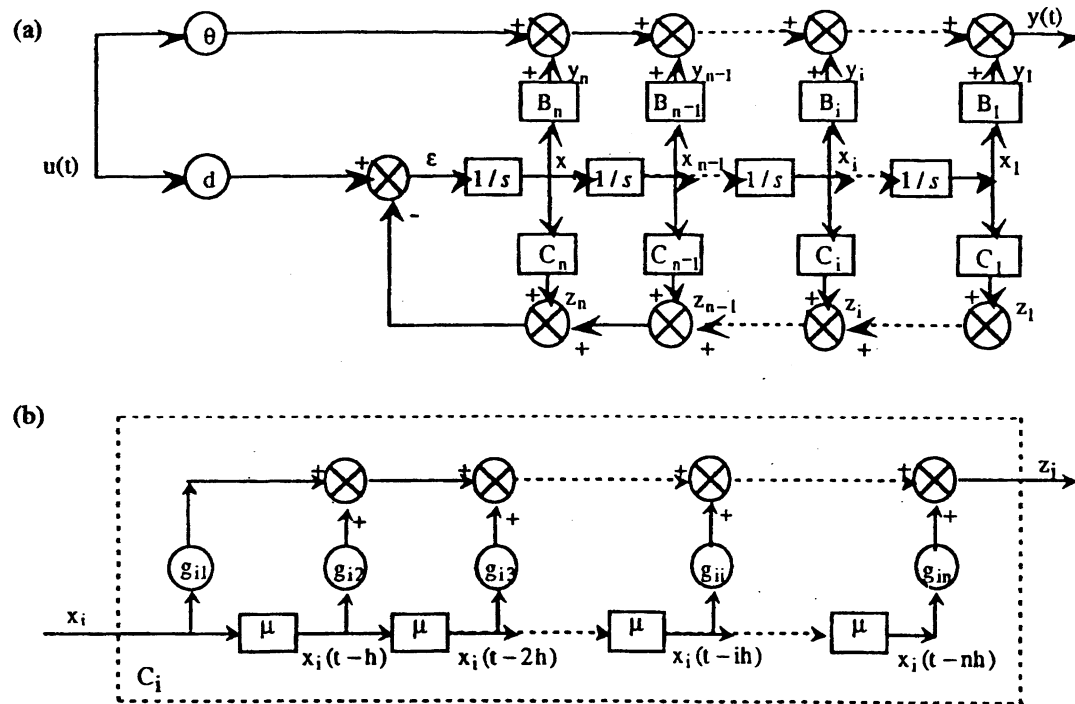 (a)
θ + + + + y(t)
+ yₙ + yₙ₋₁ + yᵢ + y₁
Bₙ Bₙ₋₁ Bᵢ B₁
u(t) d + ε 1/s x 1/s xₙ₋₁ 1/s xᵢ 1/s x₁
-
Cₙ Cₙ₋₁ Cᵢ C₁
+ zₙ + zₙ₋₁ + zᵢ + z₁
+ + +
(b)
+ + + + zᵢ
+ + + +
gᵢ₁ gᵢ₂ gᵢ₃ gᵢᵢ gᵢₙ
xᵢ μ μ μ μ
xᵢ(t-h) xᵢ(t-2h) xᵢ(t-ih) xᵢ(t-nh)
Cᵢ